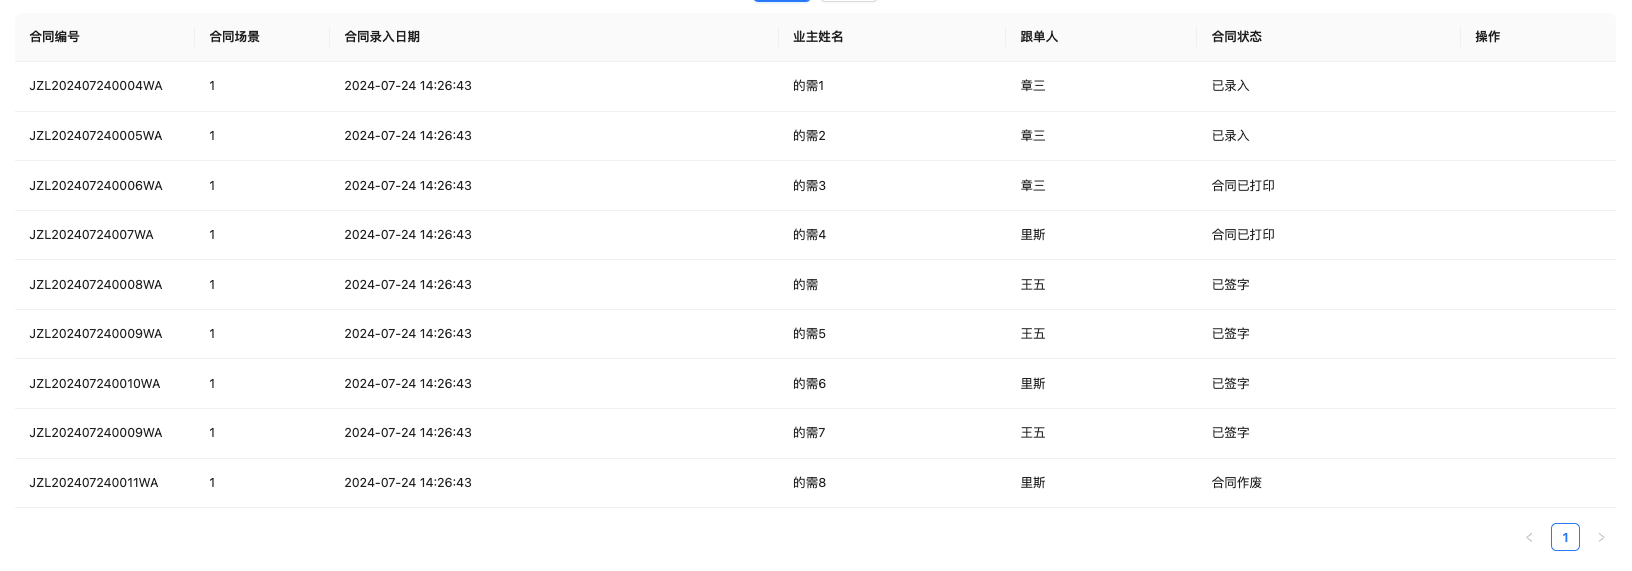 合同编号 合同场景 合同录入日期 业主姓名 跟单人 合同状态 操作
JZL202407240004WA 1 2024-07-24 14:26:43 的需1 章三 已录入
JZL202407240005WA 1 2024-07-24 14:26:43 的需2 章三 已录入
JZL202407240006WA 1 2024-07-24 14:26:43 的需3 章三 合同已打印
JZL20240724007WA 1 2024-07-24 14:26:43 的需4 里斯 合同已打印
JZL202407240008WA 1 2024-07-24 14:26:43 的需 王五 已签字
JZL202407240009WA 1 2024-07-24 14:26:43 的需5 王五 已签字
JZL202407240010WA 1 2024-07-24 14:26:43 的需6 里斯 已签字
JZL202407240009WA 1 2024-07-24 14:26:43 的需7 王五 已签字
JZL202407240011WA 1 2024-07-24 14:26:43 的需8 里斯 合同作废
< 1 >